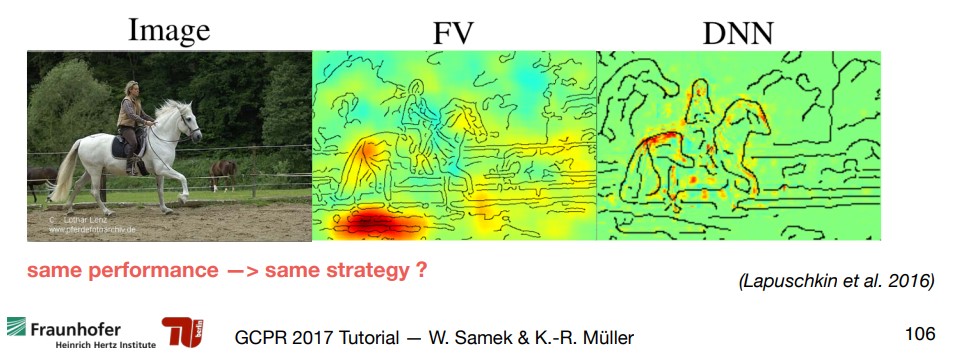 Image FV DNN
C: Lothar Lenz
www.pferdefotoarchiv.de
same performance —> same strategy ?
(Lapuschkin et al. 2016)
Fraunhofer
Heinrich Hertz Institute
TU berlin
GCPR 2017 Tutorial — W. Samek & K.-R. Müller
106